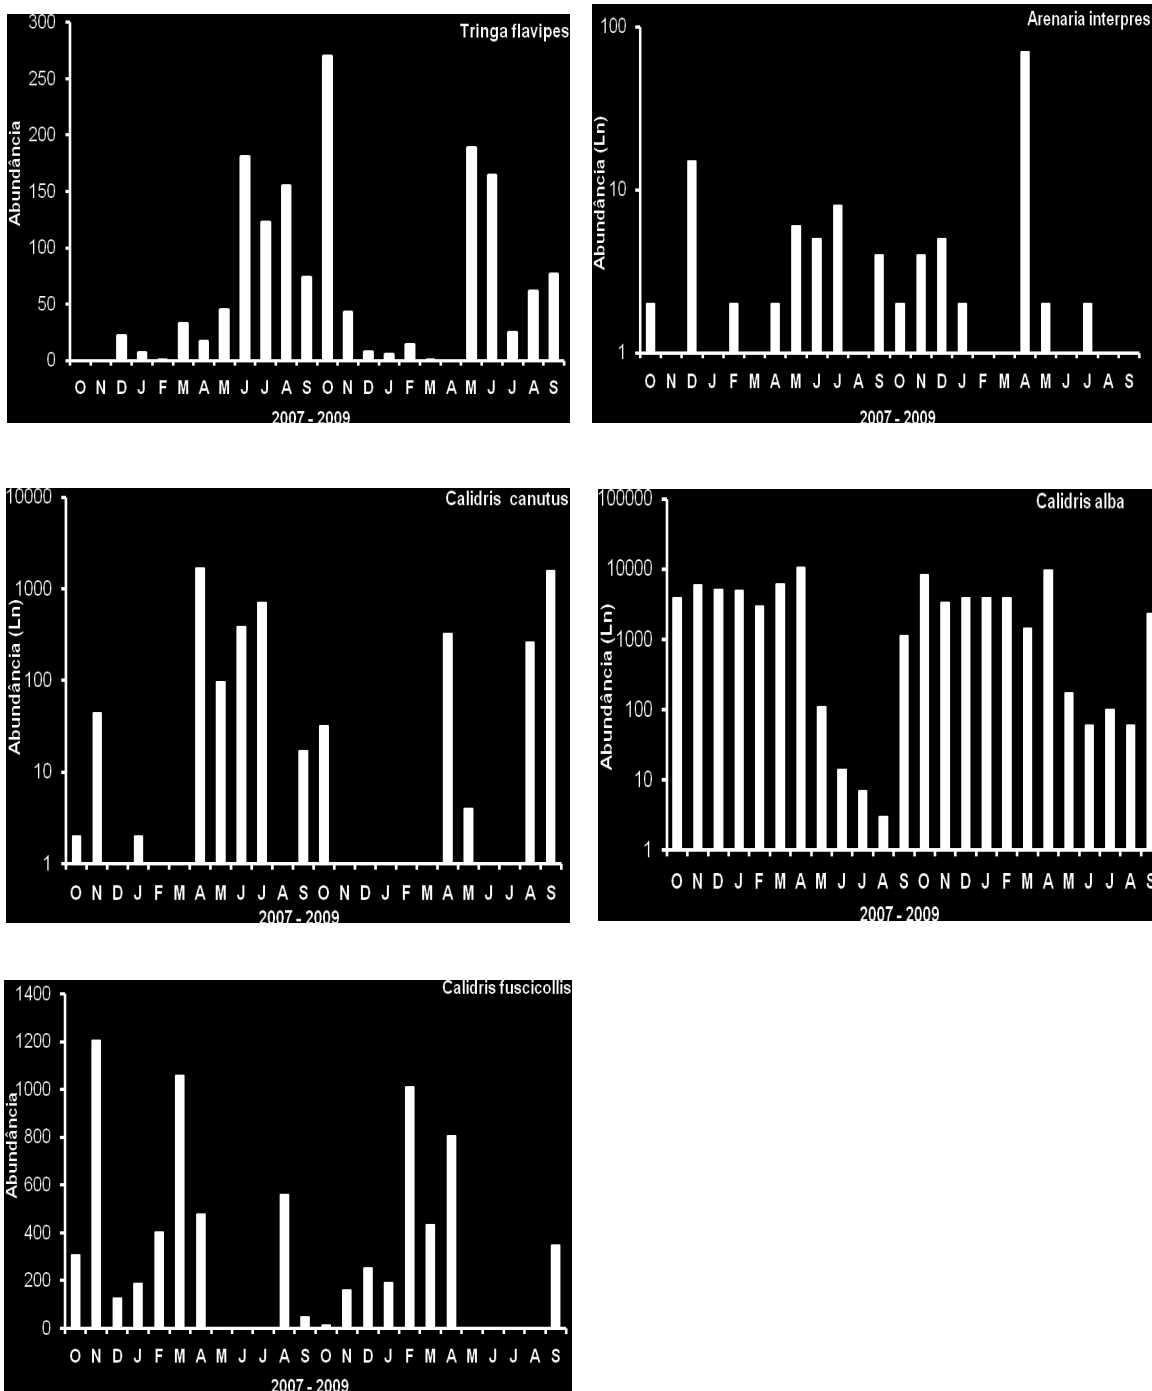 Tringa flavipes
300
250
200
150
100
50
0
Abundância
O N D J F M A M J J A S O N D J F M A M J J A S
2007 - 2009
Arenaria interpres
100
10
1
Abundância (Ln)
O N D J F M A M J J A S O N D J F M A M J J A S
2007 - 2009
Calidris canutus
10000
1000
100
10
1
Abundância (Ln)
O N D J F M A M J J A S O N D J F M A M J J A S
2007 - 2009
Calidris alba
100000
10000
1000
100
10
1
Abundância (Ln)
O N D J F M A M J J A S O N D J F M A M J J A S
2007 - 2009
Calidris fuscicollis
1400
1200
1000
800
600
400
200
0
Abundância
O N D J F M A M J J A S O N D J F M A M J J A S
2007 - 2009